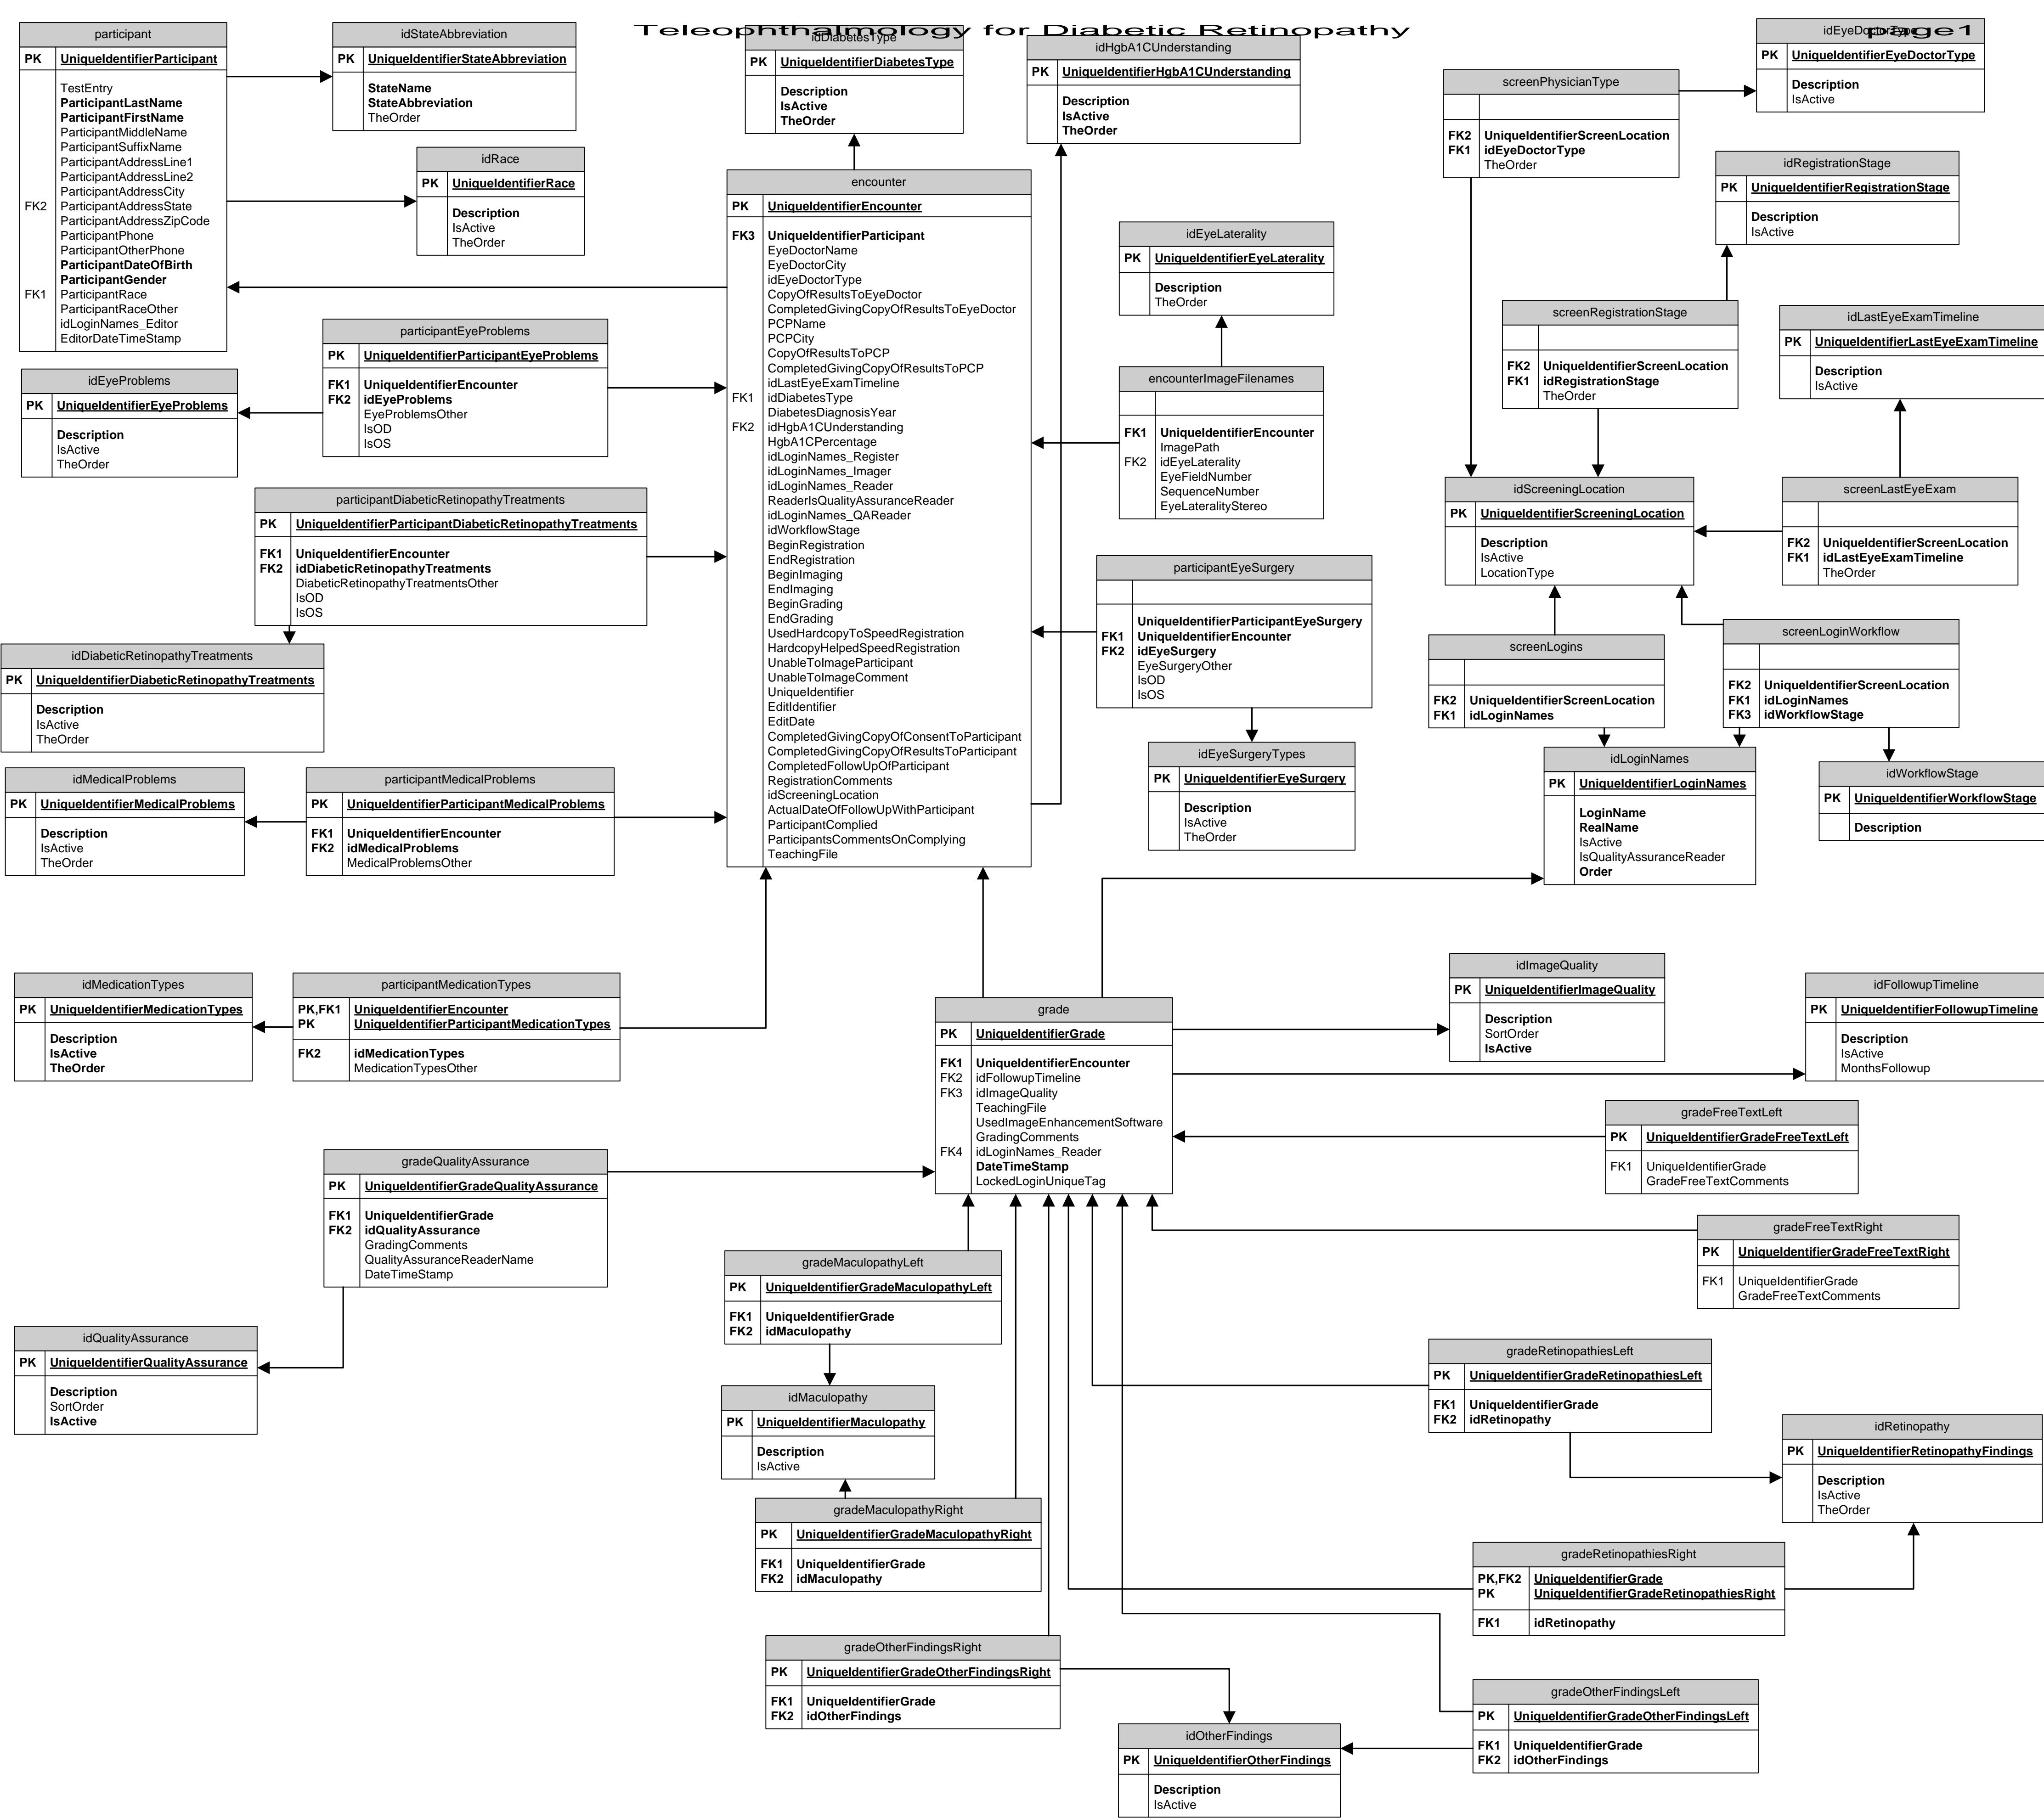 Teleophthalmology for Diabetic Retinopathy
page1
participant
PK UniqueIdentifierParticipant
TestEntry
ParticipantLastName
ParticipantFirstName
ParticipantMiddleName
ParticipantSuffixName
ParticipantAddressLine1
ParticipantAddressLine2
ParticipantAddressCity
FK2 ParticipantAddressState
ParticipantAddressZipCode
ParticipantPhone
ParticipantOtherPhone
ParticipantDateOfBirth
ParticipantGender
FK1 ParticipantRace
ParticipantRaceOther
idLoginNames_Editor
EditorDateTimeStamp
idStateAbbreviation
PK UniqueIdentifierStateAbbreviation
StateName
StateAbbreviation
TheOrder
idRace
PK UniqueIdentifierRace
Description
IsActive
TheOrder
idDiabetesType
PK UniqueIdentifierDiabetesType
Description
IsActive
TheOrder
idHgbA1CUnderstanding
PK UniqueIdentifierHgbA1CUnderstanding
Description
IsActive
TheOrder
screenPhysicianType
FK2 UniqueIdentifierScreenLocation
FK1 idEyeDoctorType
TheOrder
idEyeDoctorType
PK UniqueIdentifierEyeDoctorType
Description
IsActive
idRegistrationStage
PK UniqueIdentifierRegistrationStage
Description
IsActive
encounter
PK UniqueIdentifierEncounter
FK3 UniqueIdentifierParticipant
EyeDoctorName
EyeDoctorCity
idEyeDoctorType
CopyOfResultsToEyeDoctor
CompletedGivingCopyOfResultsToEyeDoctor
PCPName
PCPCity
CopyOfResultsToPCP
CompletedGivingCopyOfResultsToPCP
idLastEyeExamTimeline
FK1 idDiabetesType
DiabetesDiagnosisYear
FK2 idHgbA1CUnderstanding
HgbA1CPercentage
idLoginNames_Register
idLoginNames_Imager
idLoginNames_Reader
ReaderIsQualityAssuranceReader
idLoginNames_QAReader
idWorkflowStage
BeginRegistration
EndRegistration
BeginImaging
EndImaging
BeginGrading
EndGrading
UsedHardcopyToSpeedRegistration
HardcopyHelpedSpeedRegistration
UnableToImageParticipant
UnableToImageComment
UniqueIdentifier
EditIdentifier
EditDate
CompletedGivingCopyOfConsentToParticipant
CompletedGivingCopyOfResultsToParticipant
CompletedFollowUpOfParticipant
RegistrationComments
idScreeningLocation
ActualDateOfFollowUpWithParticipant
ParticipantComplied
ParticipantsCommentsOnComplying
TeachingFile
idEyeLaterality
PK UniqueIdentifierEyeLaterality
Description
TheOrder
screenRegistrationStage
FK2 UniqueIdentifierScreenLocation
FK1 idRegistrationStage
TheOrder
idLastEyeExamTimeline
PK UniqueIdentifierLastEyeExamTimeline
Description
IsActive
participantEyeProblems
PK UniqueIdentifierParticipantEyeProblems
FK1 UniqueIdentifierEncounter
FK2 idEyeProblems
EyeProblemsOther
IsOD
IsOS
idEyeProblems
PK UniqueIdentifierEyeProblems
Description
IsActive
TheOrder
encounterImageFilenames
FK1 UniqueIdentifierEncounter
ImagePath
FK2 idEyeLaterality
EyeFieldNumber
SequenceNumber
EyeLateralityStereo
idScreeningLocation
PK UniqueIdentifierScreeningLocation
Description
IsActive
LocationType
screenLastEyeExam
FK2 UniqueIdentifierScreenLocation
FK1 idLastEyeExamTimeline
TheOrder
participantDiabeticRetinopathyTreatments
PK UniqueIdentifierParticipantDiabeticRetinopathyTreatments
FK1 UniqueIdentifierEncounter
FK2 idDiabeticRetinopathyTreatments
DiabeticRetinopathyTreatmentsOther
IsOD
IsOS
participantEyeSurgery
UniqueIdentifierParticipantEyeSurgery
FK1 UniqueIdentifierEncounter
FK2 idEyeSurgery
EyeSurgeryOther
IsOD
IsOS
idDiabeticRetinopathyTreatments
PK UniqueIdentifierDiabeticRetinopathyTreatments
Description
IsActive
TheOrder
screenLogins
FK2 UniqueIdentifierScreenLocation
FK1 idLoginNames
screenLoginWorkflow
FK2 UniqueIdentifierScreenLocation
FK1 idLoginNames
FK3 idWorkflowStage
idEyeSurgeryTypes
PK UniqueIdentifierEyeSurgery
Description
IsActive
TheOrder
idLoginNames
PK UniqueIdentifierLoginNames
LoginName
RealName
IsActive
IsQualityAssuranceReader
Order
idWorkflowStage
PK UniqueIdentifierWorkflowStage
Description
idMedicalProblems
PK UniqueIdentifierMedicalProblems
Description
IsActive
TheOrder
participantMedicalProblems
PK UniqueIdentifierParticipantMedicalProblems
FK1 UniqueIdentifierEncounter
FK2 idMedicalProblems
MedicalProblemsOther
idMedicationTypes
PK UniqueIdentifierMedicationTypes
Description
IsActive
TheOrder
participantMedicationTypes
PK,FK1 UniqueIdentifierEncounter
PK UniqueIdentifierParticipantMedicationTypes
FK2 idMedicationTypes
MedicationTypesOther
grade
PK UniqueIdentifierGrade
FK1 UniqueIdentifierEncounter
FK2 idFollowupTimeline
FK3 idImageQuality
TeachingFile
UsedImageEnhancementSoftware
GradingComments
FK4 idLoginNames_Reader
DateTimeStamp
LockedLoginUniqueTag
idImageQuality
PK UniqueIdentifierImageQuality
Description
SortOrder
IsActive
idFollowupTimeline
PK UniqueIdentifierFollowupTimeline
Description
IsActive
MonthsFollowup
gradeFreeTextLeft
PK UniqueIdentifierGradeFreeTextLeft
FK1 UniqueIdentifierGrade
GradeFreeTextComments
gradeQualityAssurance
PK UniqueIdentifierGradeQualityAssurance
FK1 UniqueIdentifierGrade
FK2 idQualityAssurance
GradingComments
QualityAssuranceReaderName
DateTimeStamp
gradeFreeTextRight
PK UniqueIdentifierGradeFreeTextRight
FK1 UniqueIdentifierGrade
GradeFreeTextComments
gradeMaculopathyLeft
PK UniqueIdentifierGradeMaculopathyLeft
FK1 UniqueIdentifierGrade
FK2 idMaculopathy
idQualityAssurance
PK UniqueIdentifierQualityAssurance
Description
SortOrder
IsActive
gradeRetinopathiesLeft
PK UniqueIdentifierGradeRetinopathiesLeft
FK1 UniqueIdentifierGrade
FK2 idRetinopathy
idMaculopathy
PK UniqueIdentifierMaculopathy
Description
IsActive
idRetinopathy
PK UniqueIdentifierRetinopathyFindings
Description
IsActive
TheOrder
gradeMaculopathyRight
PK UniqueIdentifierGradeMaculopathyRight
FK1 UniqueIdentifierGrade
FK2 idMaculopathy
gradeRetinopathiesRight
PK,FK2 UniqueIdentifierGrade
PK UniqueIdentifierGradeRetinopathiesRight
FK1 idRetinopathy
gradeOtherFindingsRight
PK UniqueIdentifierGradeOtherFindingsRight
FK1 UniqueIdentifierGrade
FK2 idOtherFindings
gradeOtherFindingsLeft
PK UniqueIdentifierGradeOtherFindingsLeft
FK1 UniqueIdentifierGrade
FK2 idOtherFindings
idOtherFindings
PK UniqueIdentifierOtherFindings
Description
IsActive